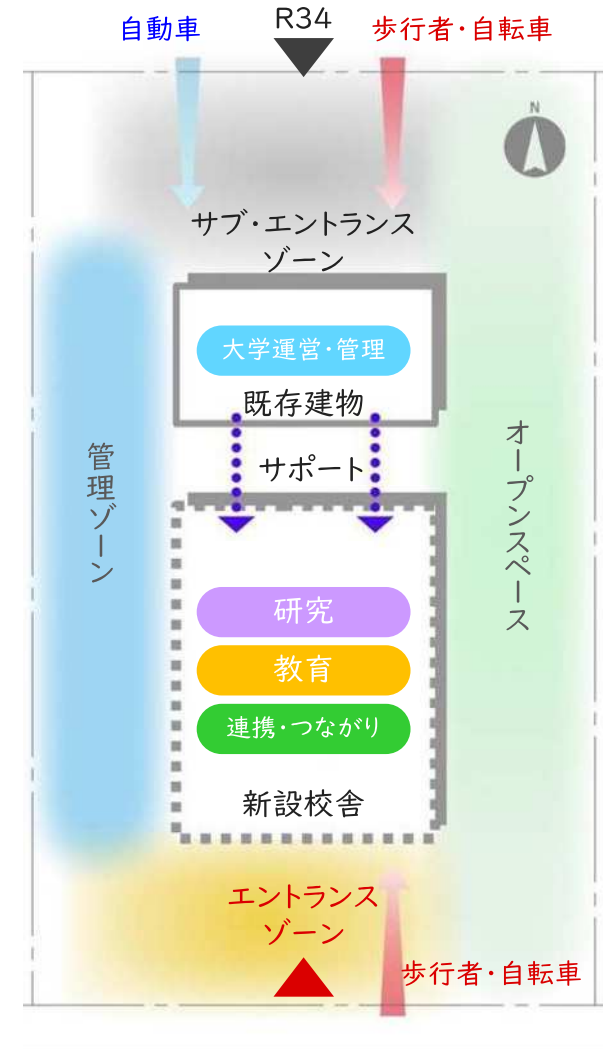 R34
自動車
歩行者・自転車
N
サブ・エントランス
ゾーン
大学運営・管理
既存建物
サポート
管理ゾーン
オープンスペース
研究
教育
連携・つながり
新設校舎
エントランス
ゾーン
歩行者・自転車